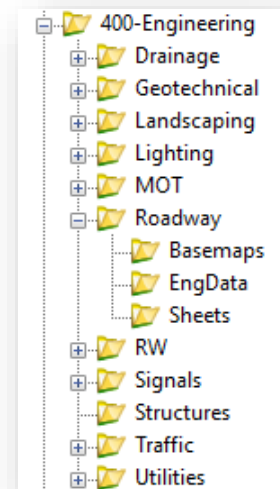 400-Engineering
Drainage
Geotechnical
Landscaping
Lighting
MOT
Roadway
Basemaps
EngData
Sheets
RW
Signals
Structures
Traffic
Utilities